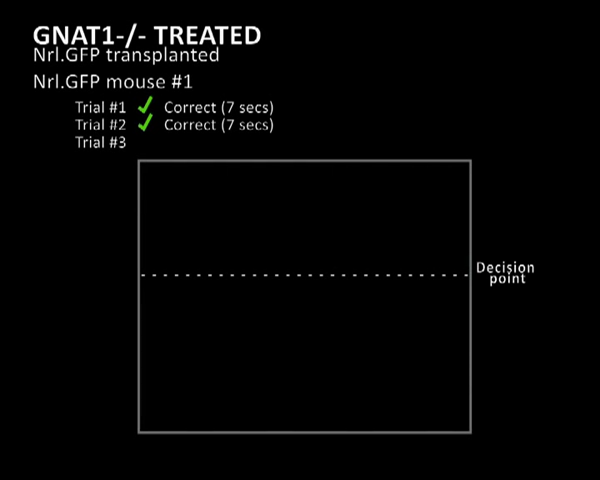 GNAT1-/- TREATED
Nrl.GFP transplanted
Nrl.GFP mouse #1
Trial #1 ✓ Correct (7 secs)
Trial #2 ✓ Correct (7 secs)
Trial #3
Decision
point